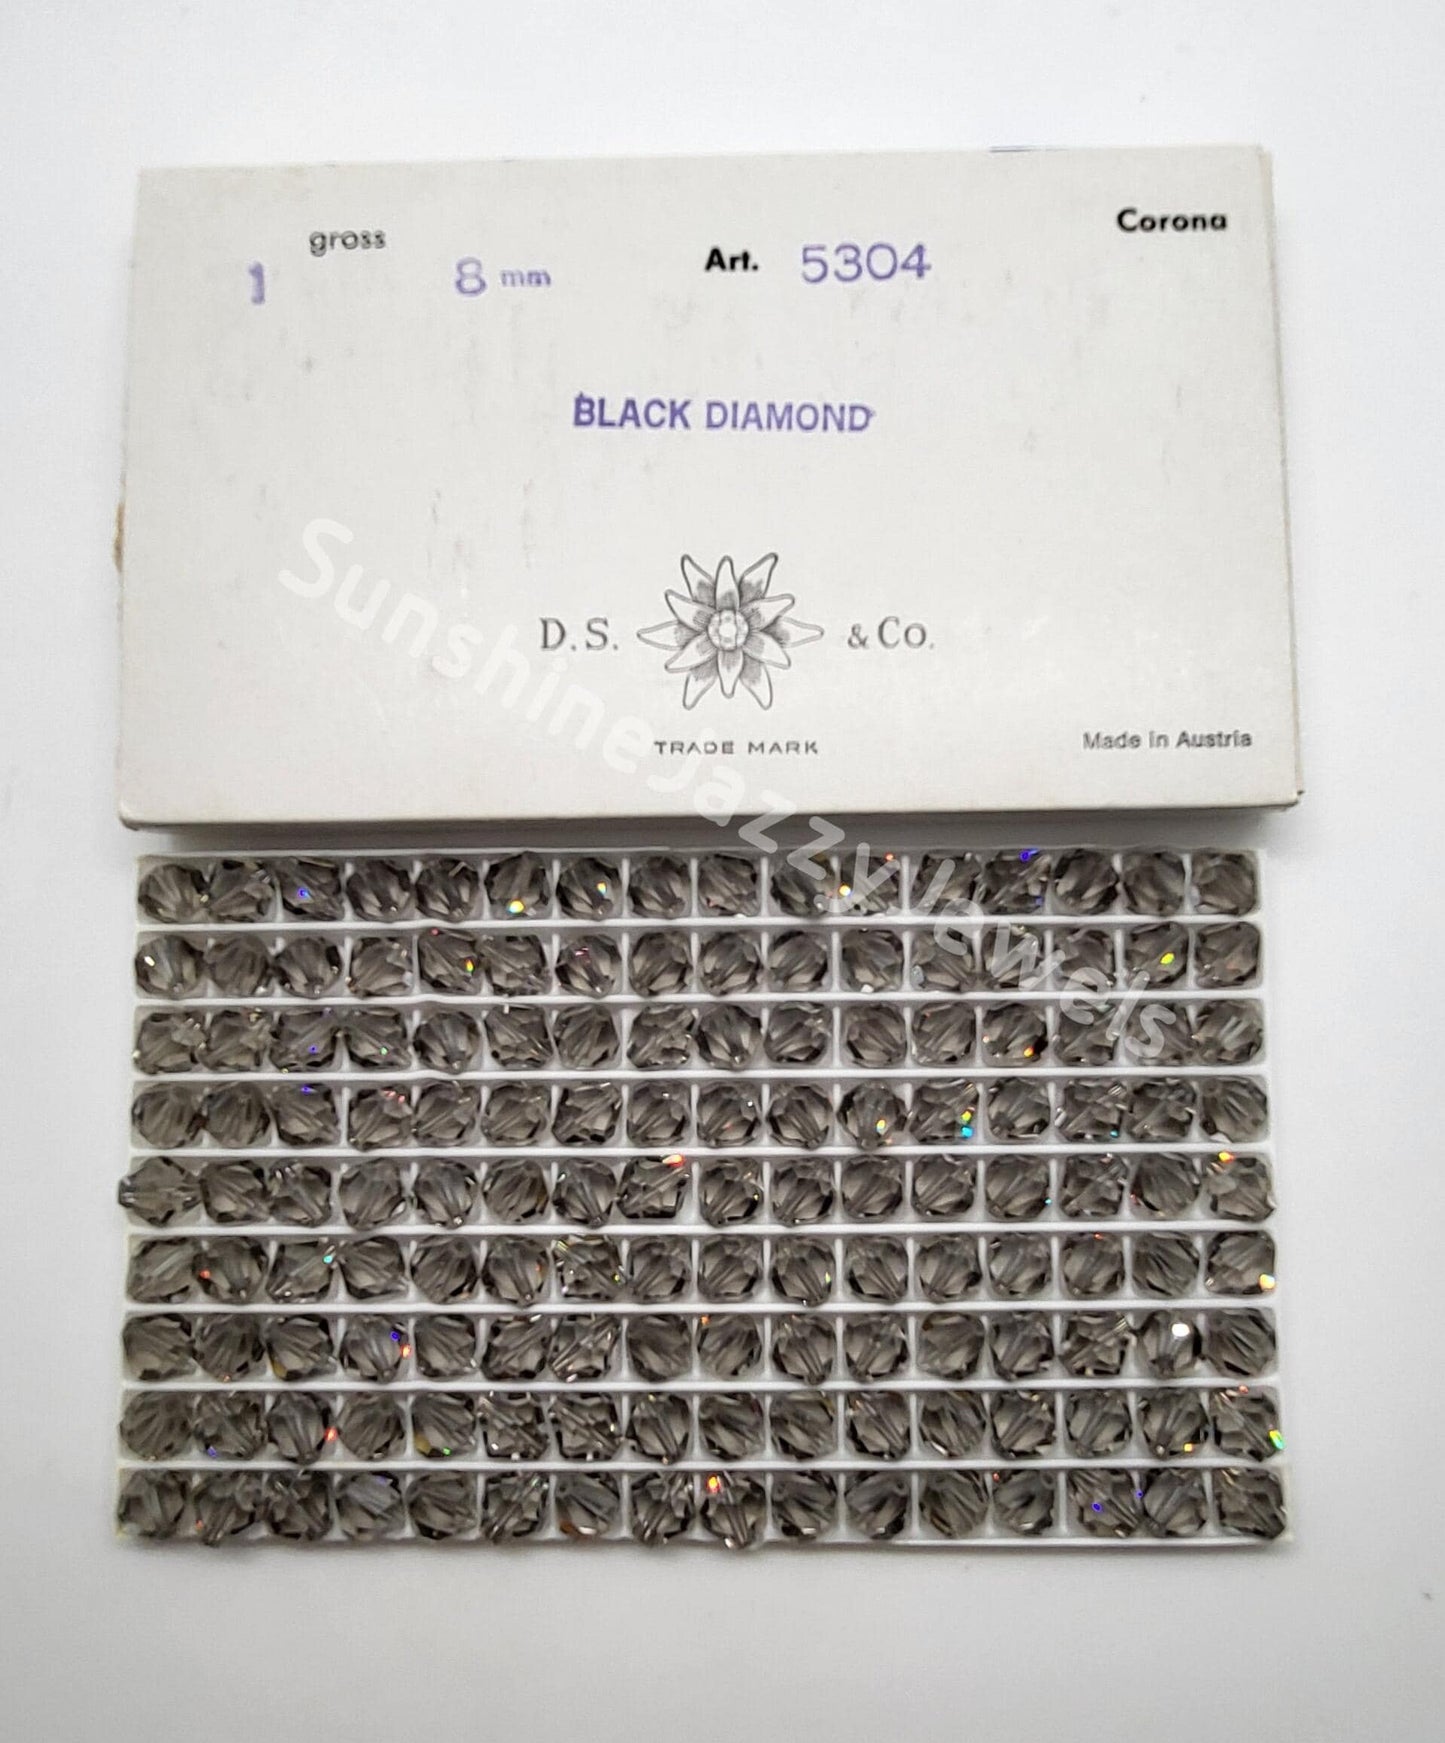 gross
Corona
1 8 mm Art. 5304
BLACK DIAMOND
D.S. & Co.
TRADE MARK
Made in Austria
SunshineJazzyJewels